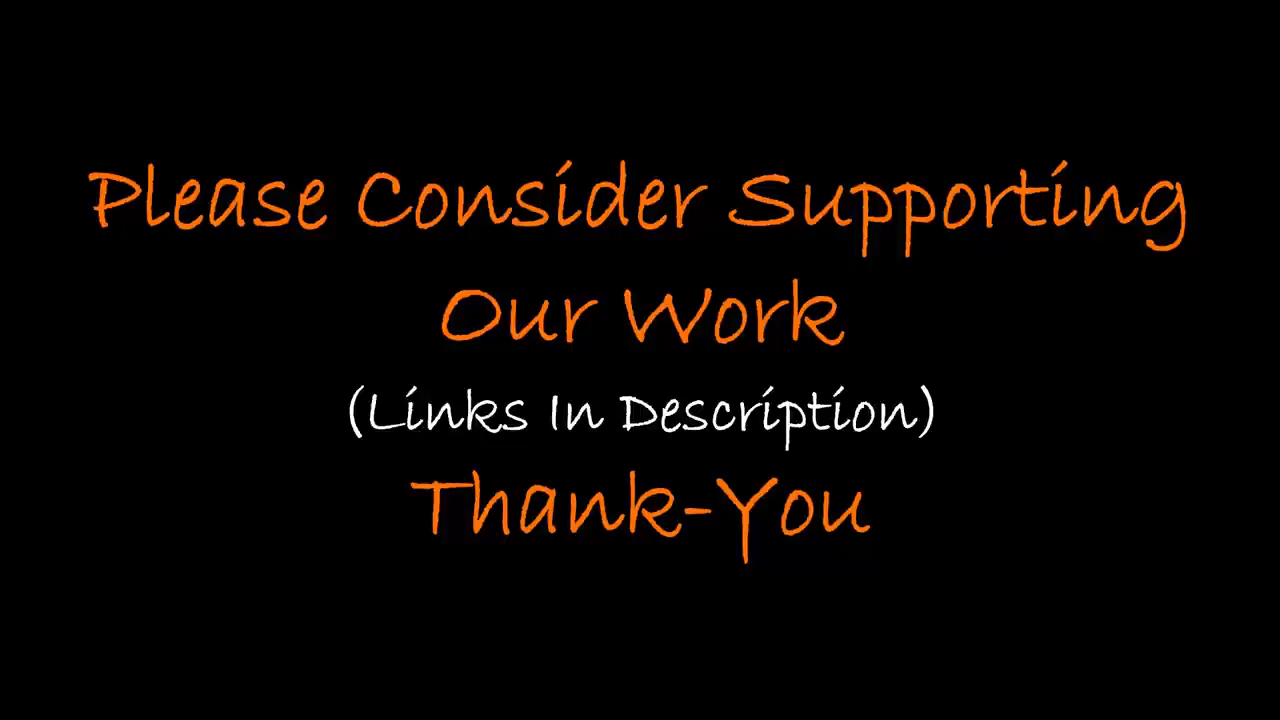 Please Consider Supporting
Our Work
(Links In Description)
Thank-You